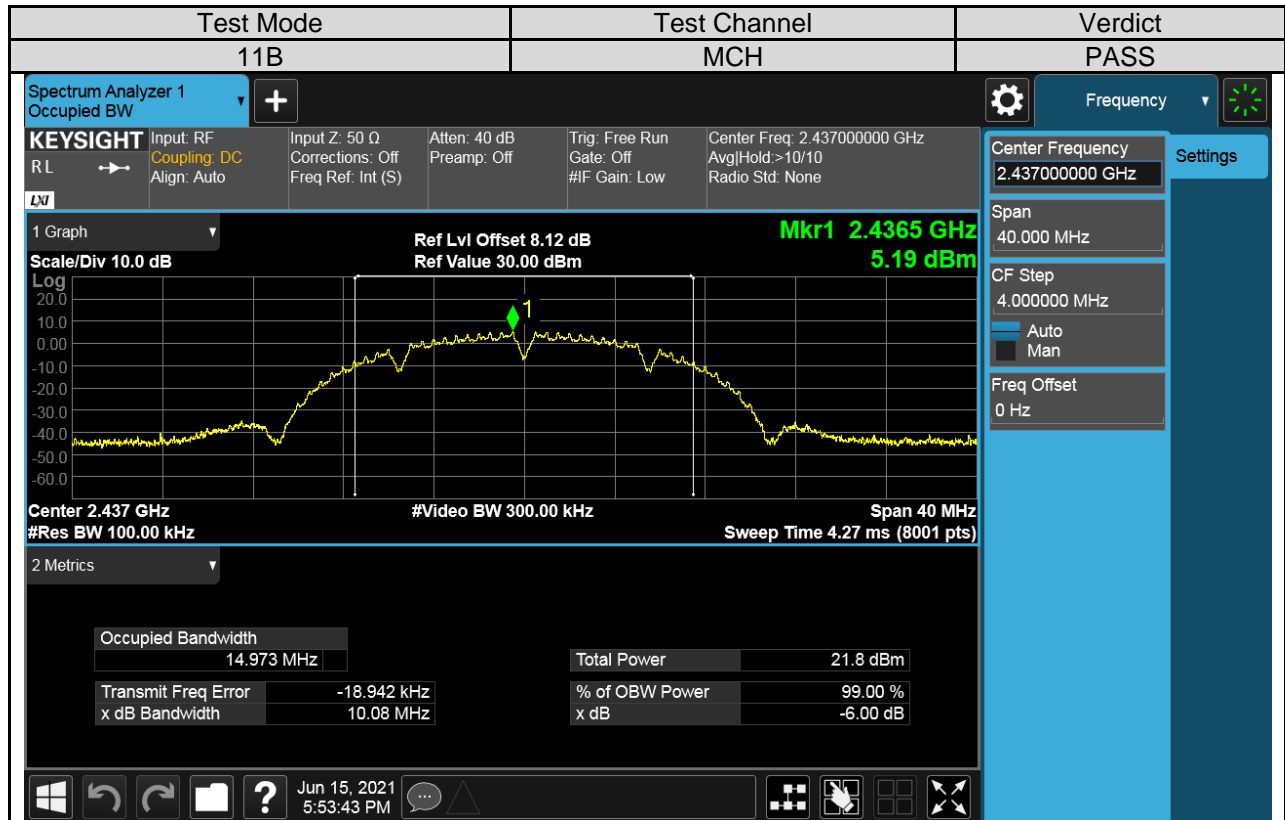 Test Mode Test Channel Verdict
11B MCH PASS
Spectrum Analyzer 1
Occupied BW
+
Frequency
KEYSIGHT Input: RF Input Z: 50 Ω Atten: 40 dB Trig: Free Run Center Freq: 2.437000000 GHz
RL Coupling: DC Corrections: Off Preamp: Off Gate: Off Avg|Hold:>10/10
Align: Auto Freq Ref: Int (S) #IF Gain: Low Radio Std: None
LXI
Center Frequency
2.437000000 GHz
Settings
Span
40.000 MHz
CF Step
4.000000 MHz
Auto
Man
Freq Offset
0 Hz
1 Graph
Ref Lvl Offset 8.12 dB
Mkr1 2.4365 GHz
Scale/Div 10.0 dB
Ref Value 30.00 dBm
5.19 dBm
Log
20.0
10.0
0.00
-10.0
-20.0
-30.0
-40.0
-50.0
-60.0
1
Center 2.437 GHz #Video BW 300.00 kHz Span 40 MHz
#Res BW 100.00 kHz Sweep Time 4.27 ms (8001 pts)
2 Metrics
Occupied Bandwidth
14.973 MHz
Total Power 21.8 dBm
Transmit Freq Error -18.942 kHz % of OBW Power 99.00 %
x dB Bandwidth 10.08 MHz x dB -6.00 dB
?
Jun 15, 2021
5:53:43 PM